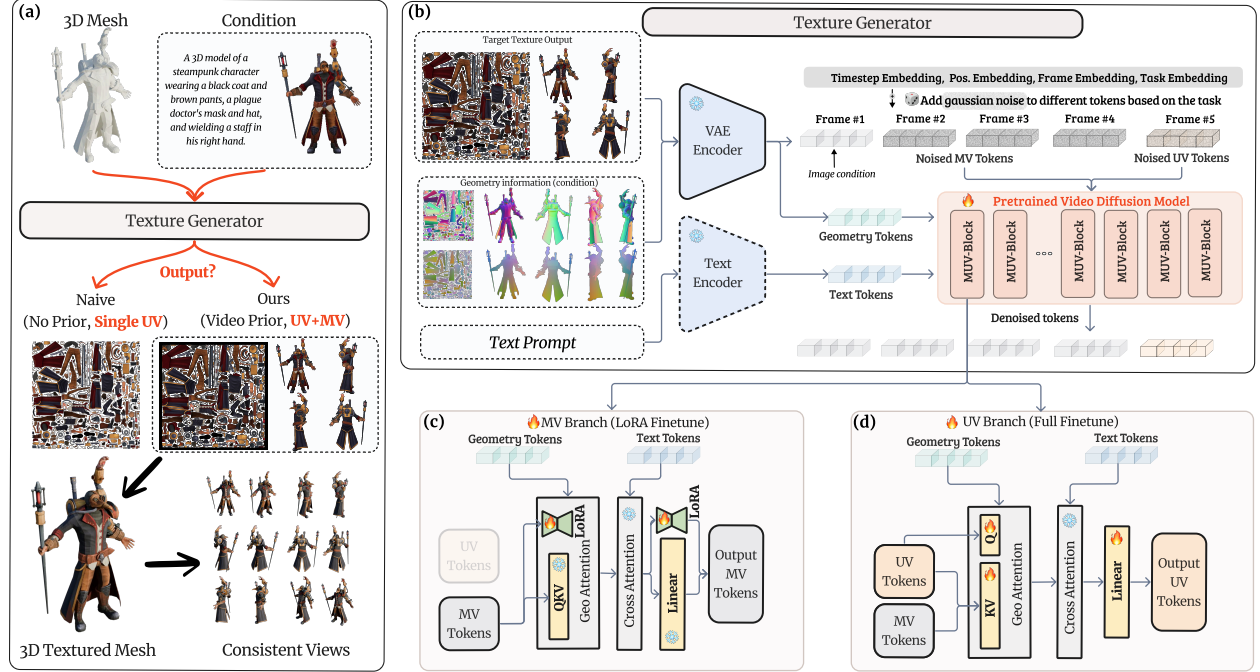 (a)
3D Mesh
Condition
A 3D model of a
steampunk character
wearing a black coat and
brown pants, a plague
doctor's mask and hat,
and wielding a staff in
his right hand.
Texture Generator
Output?
Naive
(No Prior, Single UV)
Ours
(Video Prior, UV+MV)
3D Textured Mesh
Consistent Views
(b)
Texture Generator
Target Texture Output
Geometry information (condition)
Text Prompt
VAE
Encoder
Text
Encoder
Timestep Embedding, Pos. Embedding, Frame Embedding, Task Embedding
Add gaussian noise to different tokens based on the task
Frame #1
Frame #2
Frame #3
Frame #4
Frame #5
Image condition
Noised MV Tokens
Noised UV Tokens
Geometry Tokens
Text Tokens
Pretrained Video Diffusion Model
MUV-Block
MUV-Block
MUV-Block
MUV-Block
MUV-Block
MUV-Block
Denoised tokens
(c)
MV Branch (LoRA Finetune)
Geometry Tokens
Text Tokens
UV
Tokens
MV
Tokens
LoRA
QKV
Geo Attention
Cross Attention
LoRA
Linear
Output
MV
Tokens
(d)
UV Branch (Full Finetune)
Geometry Tokens
Text Tokens
UV
Tokens
MV
Tokens
Q
KV
Geo Attention
Cross Attention
Linear
Output
UV
Tokens